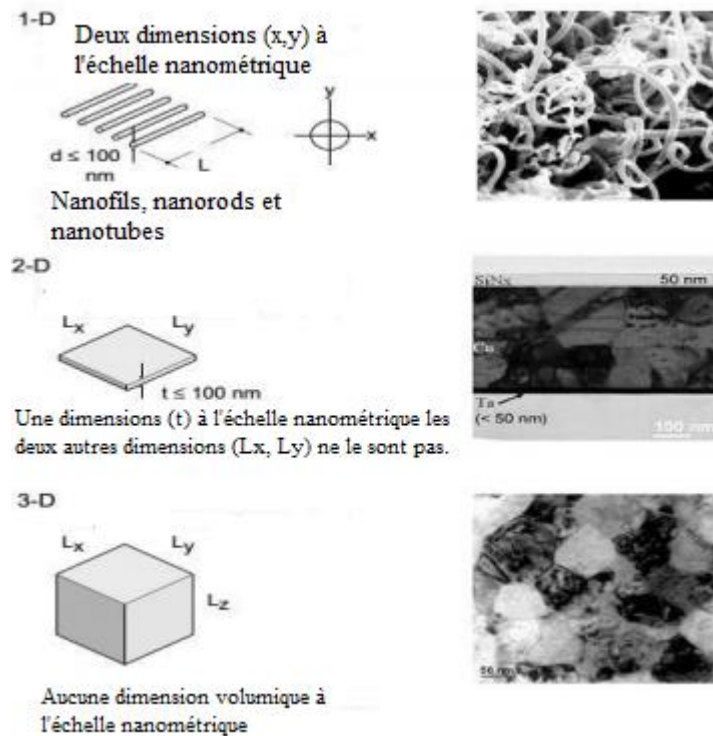 1-D
Deux dimensions (x,y) à
l'échelle nanométrique
y
x
d ≤ 100
nm
L
Nanofils, nanorods et
nanotubes
2-D
Lx
Ly
t ≤ 100 nm
Une dimensions (t) à l'échelle nanométrique les
deux autres dimensions (Lx, Ly) ne le sont pas.
SiNx
50 nm
Cu
Ta
(< 50 nm)
100 nm
3-D
Lx
Ly
Lz
Aucune dimension volumique à
l'échelle nanométrique
50 nm